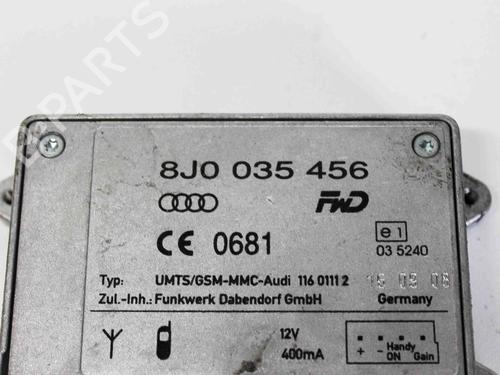 B-PARTS
8J0 035 456
FWD
CE 0681
e1
03 5240
Typ: UMTS/GSM-MMC-Audi 116 0111 2
Zul.-Inh.: Funkwerk Dabendorf GmbH Germany
12V
400mA
+ - Handy ON Gain